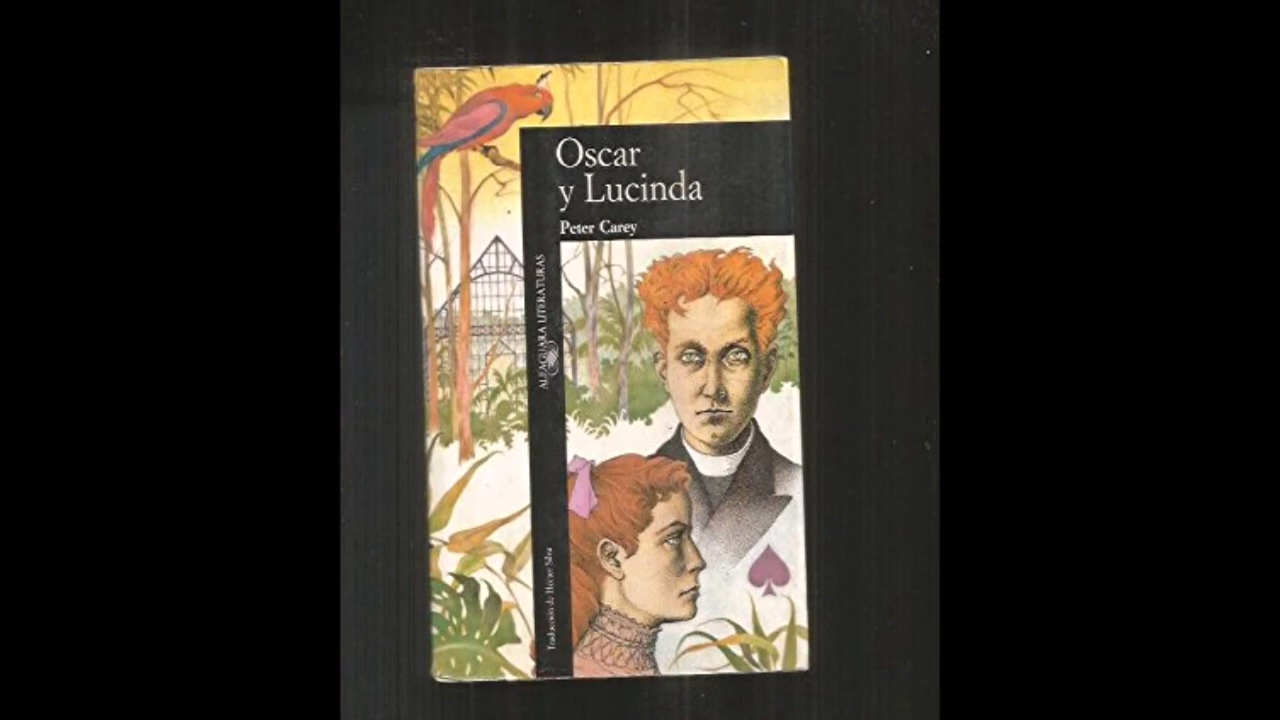 Oscar
y Lucinda
Peter Carey
ALFAGUARA LITERATURAS
Traducción de Héctor Silva